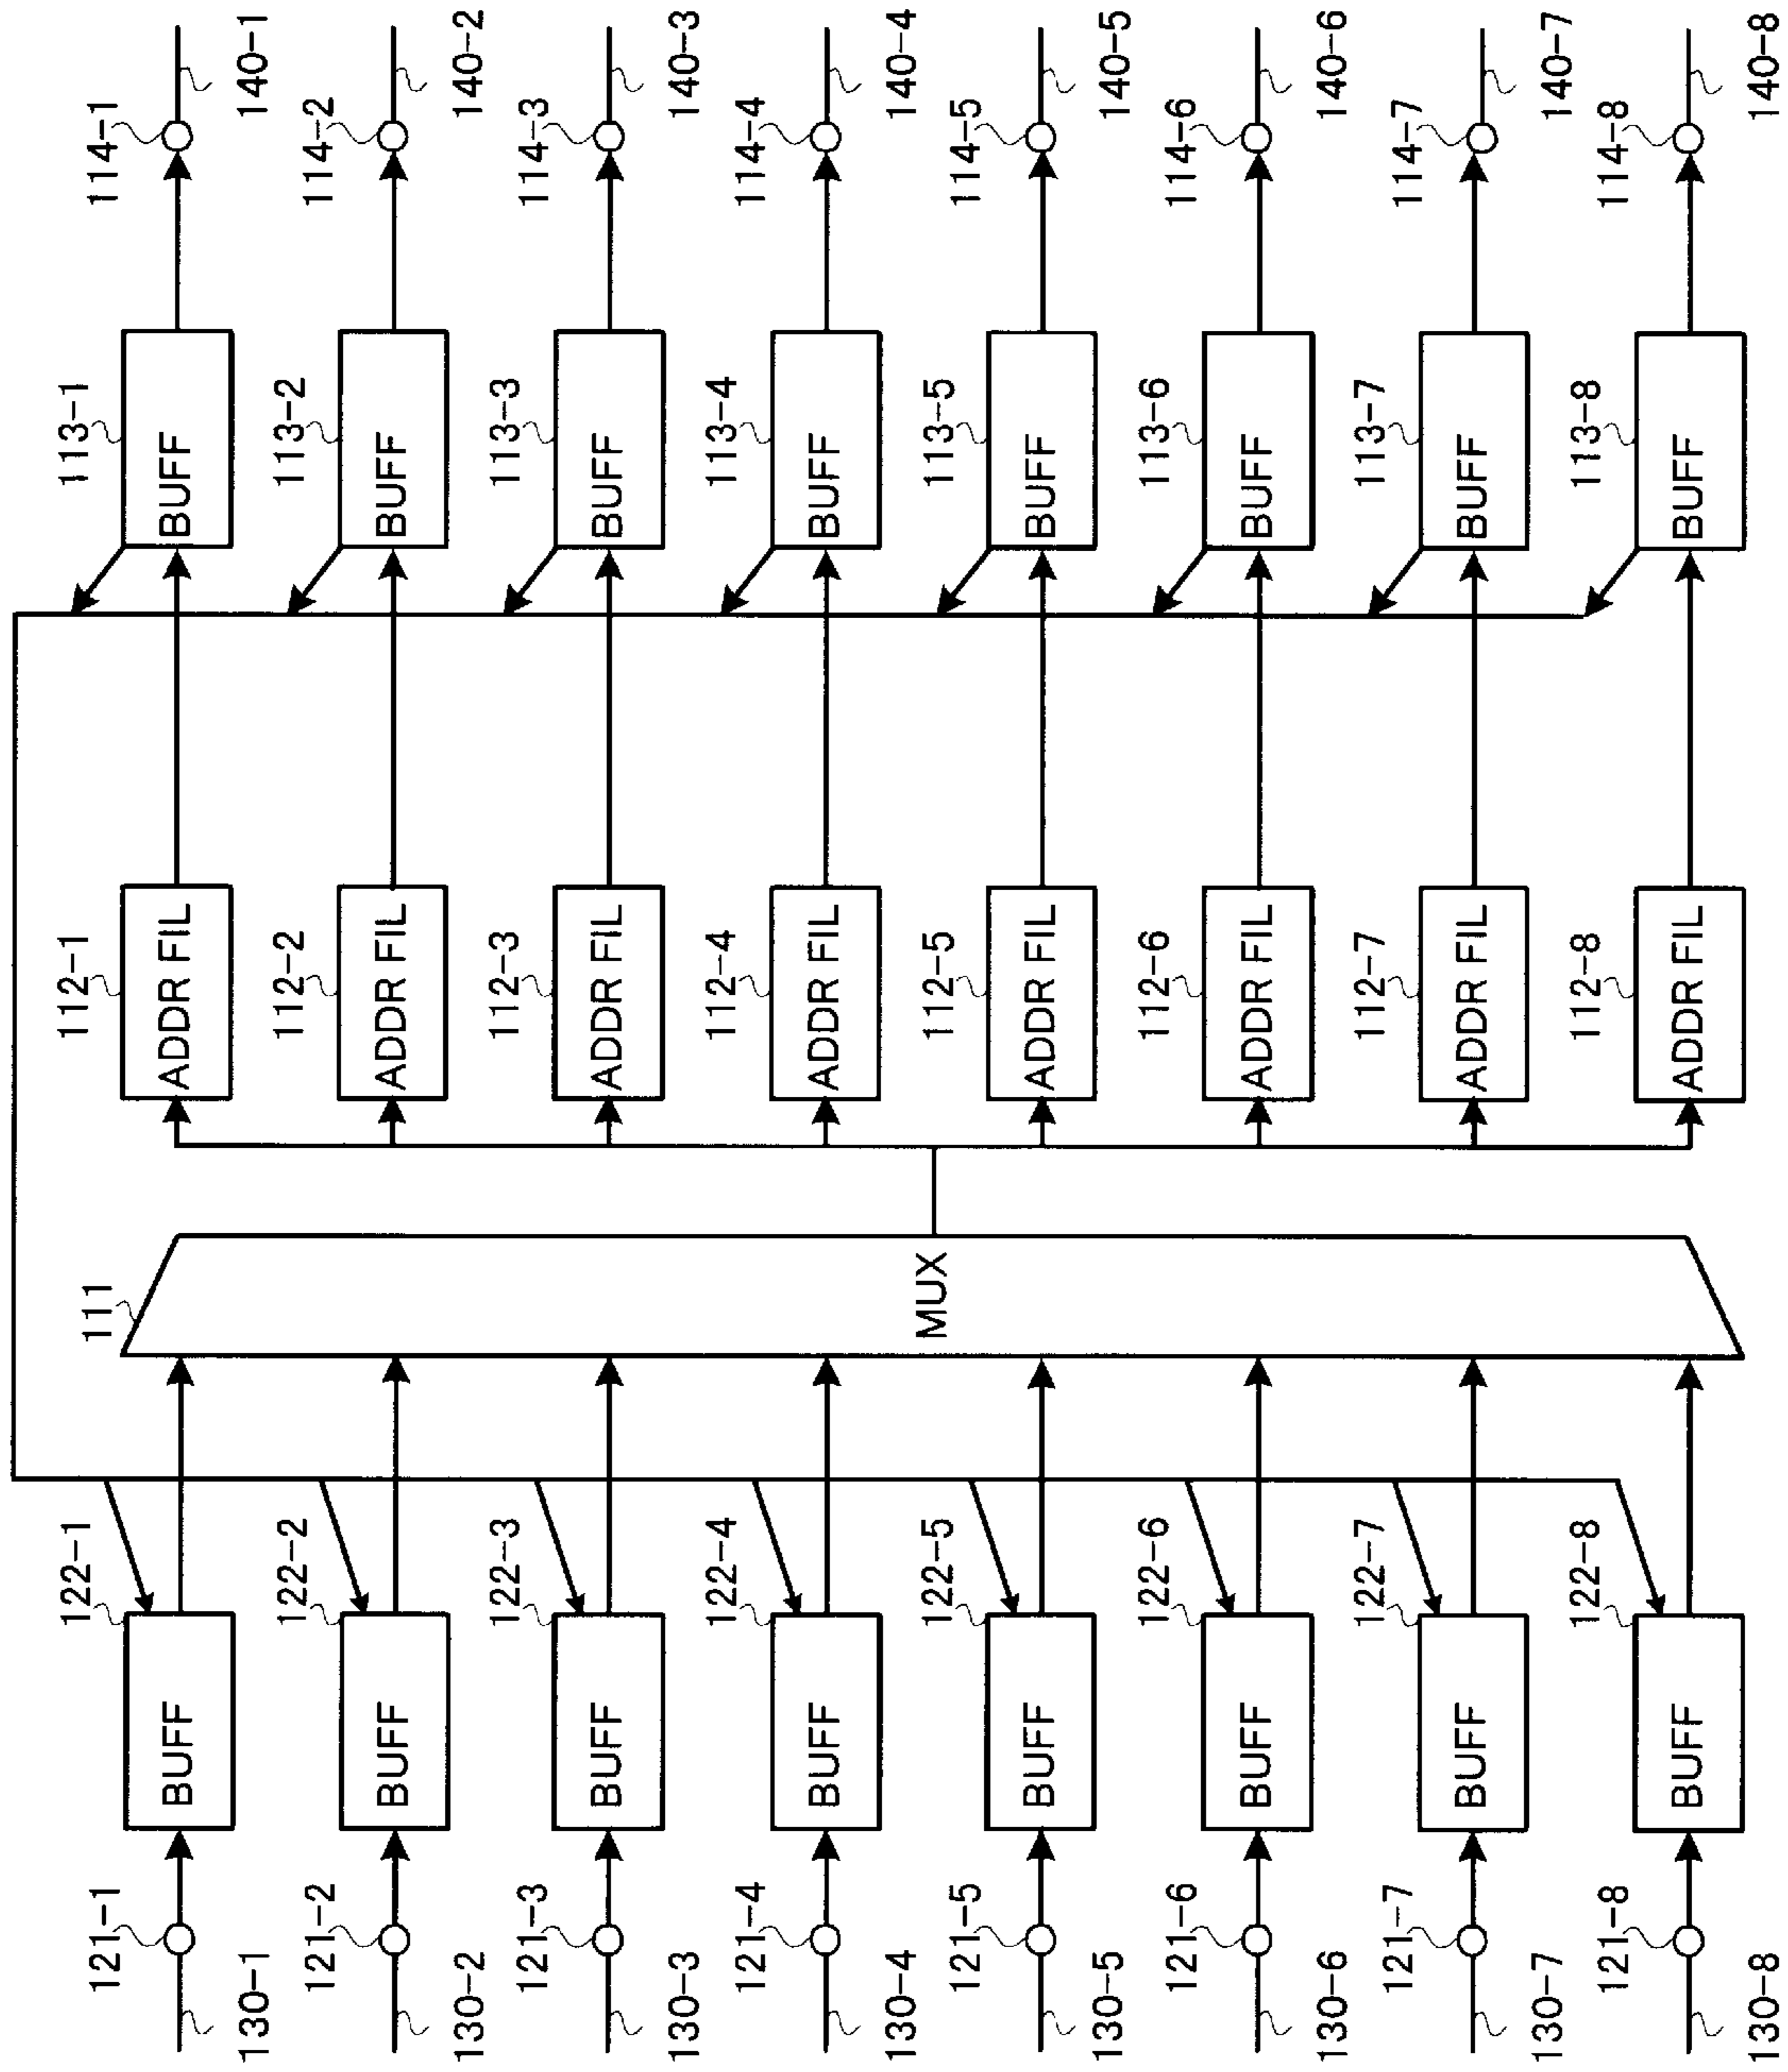 130-1
121-1
BUFF
122-1
111
ADDR FIL
112-1
BUFF
113-1
114-1
140-1
130-2
121-2
BUFF
122-2
ADDR FIL
112-2
BUFF
113-2
114-2
140-2
130-3
121-3
BUFF
122-3
ADDR FIL
112-3
BUFF
113-3
114-3
140-3
130-4
121-4
BUFF
122-4
MUX
ADDR FIL
112-4
BUFF
113-4
114-4
140-4
130-5
121-5
BUFF
122-5
ADDR FIL
112-5
BUFF
113-5
114-5
140-5
130-6
121-6
BUFF
122-6
ADDR FIL
112-6
BUFF
113-6
114-6
140-6
130-7
121-7
BUFF
122-7
ADDR FIL
112-7
BUFF
113-7
114-7
140-7
130-8
121-8
BUFF
122-8
ADDR FIL
112-8
BUFF
113-8
114-8
140-8